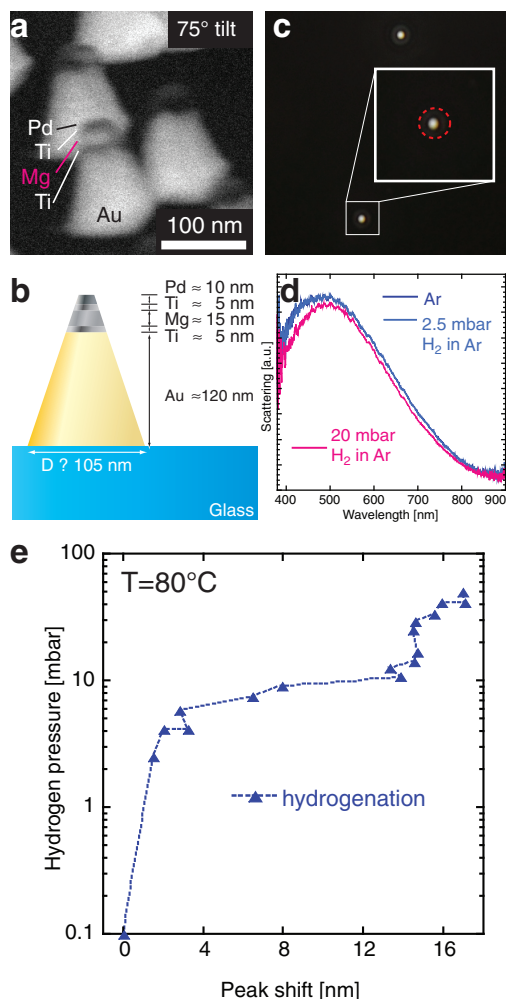 a
75° tilt
Pd
Ti
Mg
Ti
Au
100 nm
c
b
Pd ≈ 10 nm
Ti ≈ 5 nm
Mg ≈ 15 nm
Ti ≈ 5 nm
Au ≈120 nm
D ? 105 nm
Glass
d
Ar
2.5 mbar
H₂ in Ar
20 mbar
H₂ in Ar
Scattering [a.u.]
400 500 600 700 800 900
Wavelength [nm]
e
T=80°C
100
10
1
0.1
Hydrogen pressure [mbar]
hydrogenation
0 4 8 12 16
Peak shift [nm]